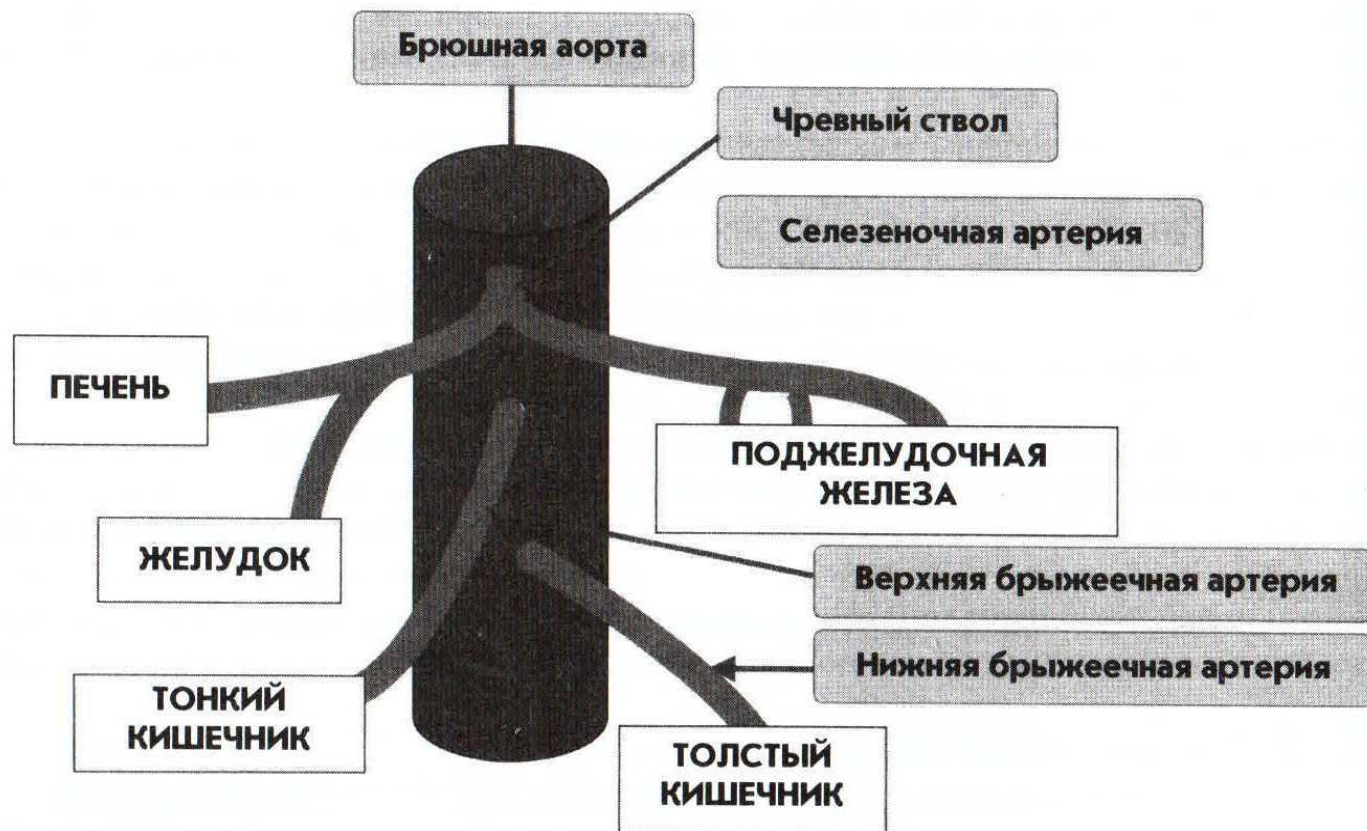 Брюшная аорта
Чревный ствол
Селезеночная артерия
ПЕЧЕНЬ
ПОДЖЕЛУДОЧНАЯ
ЖЕЛЕЗА
ЖЕЛУДОК
Верхняя брыжеечная артерия
Нижняя брыжеечная артерия
ТОНКИЙ
КИШЕЧНИК
ТОЛСТЫЙ
КИШЕЧНИК